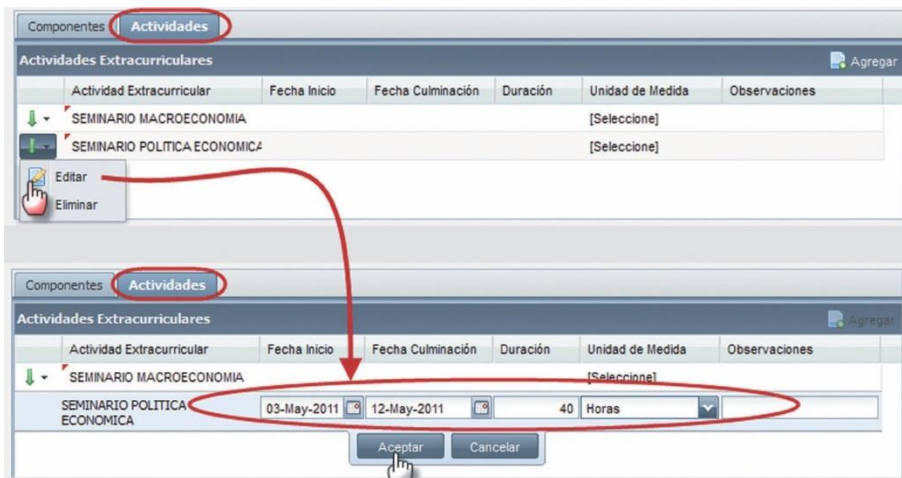 Componentes Actividades
Actividades Extracurriculares Agregar
Actividad Extracurricular Fecha Inicio Fecha Culminación Duración Unidad de Medida Observaciones
SEMINARIO MACROECONOMIA [Seleccione]
SEMINARIO POLITICA ECONOMICA [Seleccione]
Editar
Eliminar
Componentes Actividades
Actividades Extracurriculares Agregar
Actividad Extracurricular Fecha Inicio Fecha Culminación Duración Unidad de Medida Observaciones
SEMINARIO MACROECONOMIA [Seleccione]
SEMINARIO POLITICA 03-May-2011 12-May-2011 40 Horas
ECONOMICA
Aceptar Cancelar